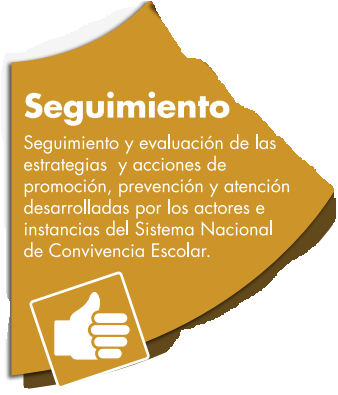 Seguimiento
Seguimiento y evaluación de las
estrategias y acciones de
promoción, prevención y atención
desarrolladas por los actores e
instancias del Sistema Nacional
de Convivencia Escolar.